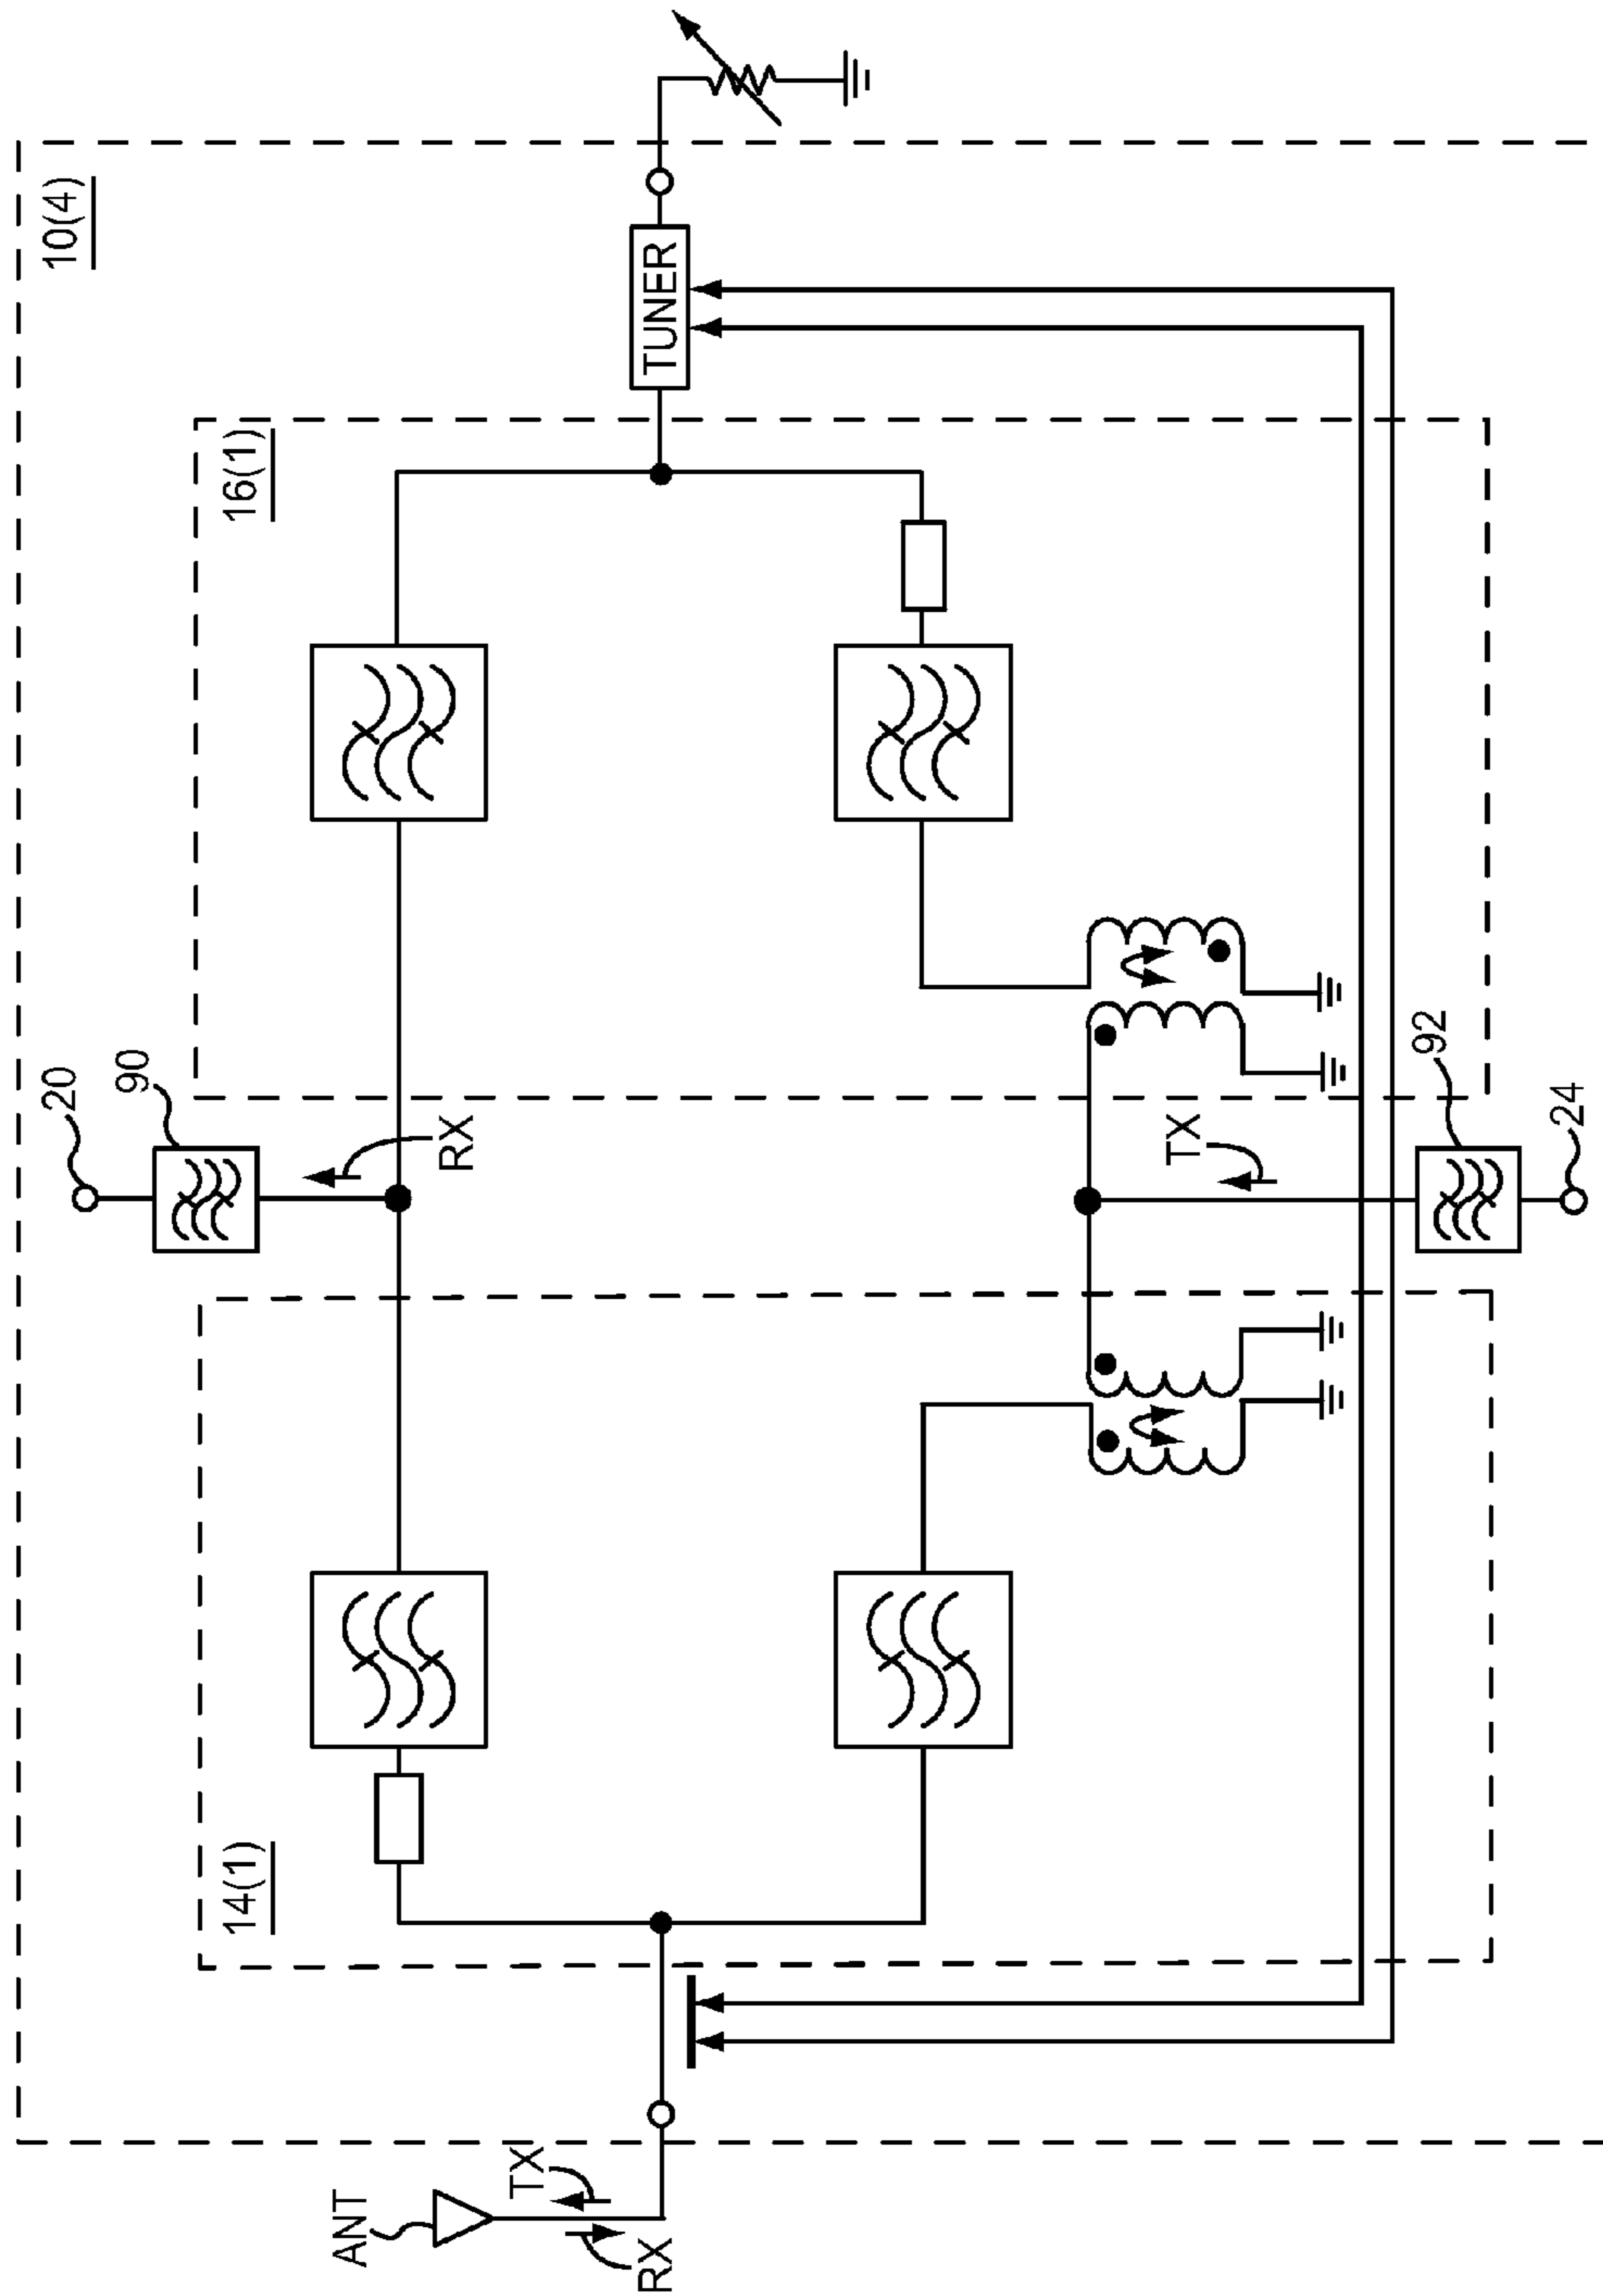 10(4)
20
90
RX
14(1)
16(1)
ANT
TX
RX
TUNER
TX
92
24